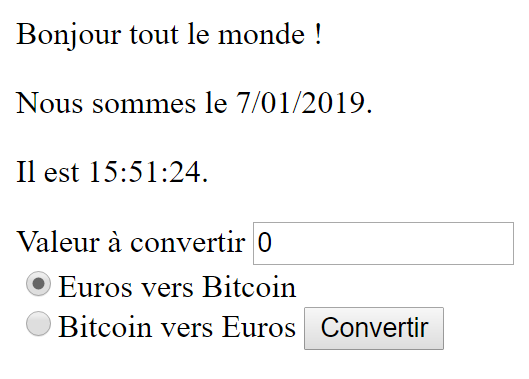 Bonjour tout le monde !
Nous sommes le 7/01/2019.
Il est 15:51:24.
Valeur à convertir 0
Euros vers Bitcoin
Bitcoin vers Euros Convertir